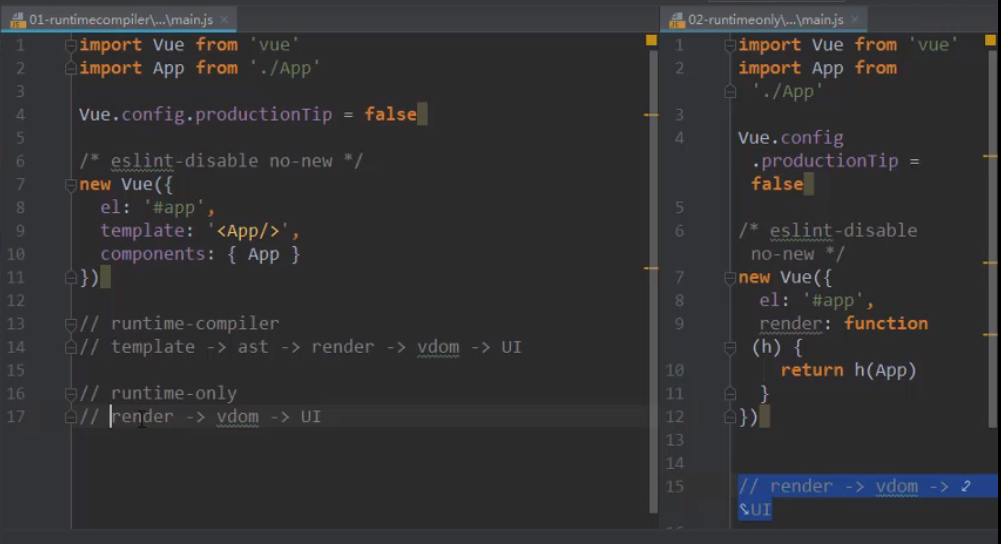 01-runtimecompiler\...\main.js ×
1 import Vue from 'vue'
2 import App from './App'
3
4 Vue.config.productionTip = false
5
6 /* eslint-disable no-new */
7 new Vue({
8 el: '#app',
9 template: '<App/>',
10 components: { App }
11 })
12
13 // runtime-compiler
14 // template -> ast -> render -> vdom -> UI
15
16 // runtime-only
17 // render -> vdom -> UI
02-runtimeonly\...\main.js ×
1 import Vue from 'vue'
2 import App from
'./App'
3
4 Vue.config
.productionTip =
false
5
6 /* eslint-disable
no-new */
7 new Vue({
8 el: '#app',
9 render: function
(h) {
10 return h(App)
11 }
12 })
13
14
15 // render -> vdom ->
UI